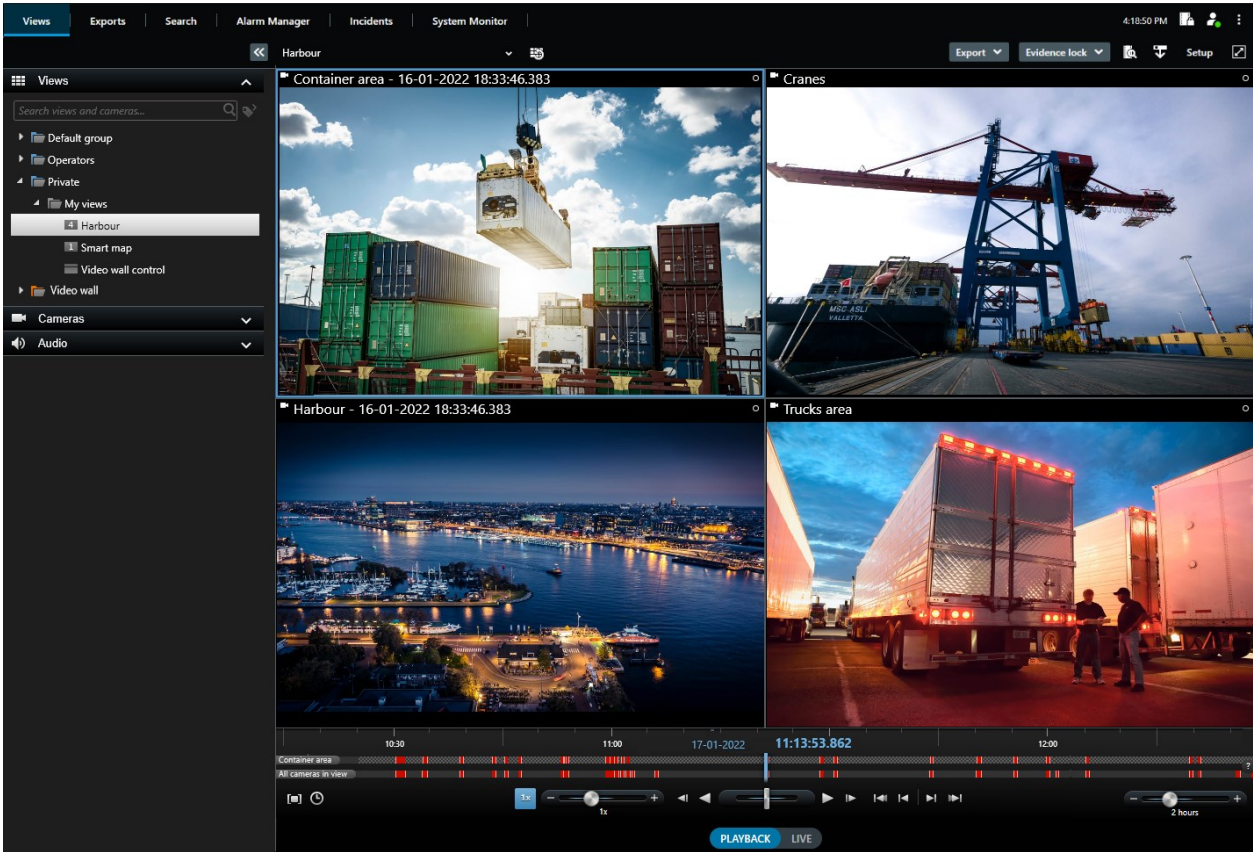 Views Exports Search Alarm Manager Incidents System Monitor 4:18:50 PM
Harbour Export Evidence lock Setup
Views
Search views and cameras...
Default group
Operators
Private
My views
4 Harbour
1 Smart map
Video wall control
Video wall
Cameras
Audio
Container area - 16-01-2022 18:33:46.383
Cranes
MSC ASLI
VALLETTA
Harbour - 16-01-2022 18:33:46.383
Trucks area
10:30 11:00 17-01-2022 11:13:53.862 12:00
Container area
All cameras in view ?
1x
1x
2 hours
PLAYBACK LIVE